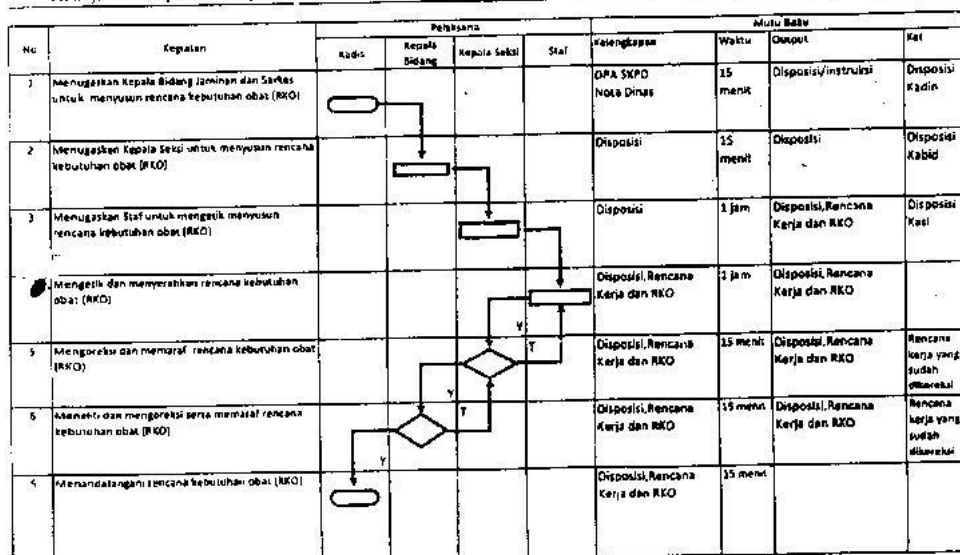 Pelaksana
Mutu Baku
No
Kegiatan
Kadis
Kepala
Bidang
Kepala Seksi
Staf
Kelengkapan
Waktu
Output
Ket
1
Menugaskan Kepala Bidang Jaminan dan Sarkes
untuk menyusun rencana kebutuhan obat (RKO)
DPA SKPD
Nota Dinas
15
menit
Disposisi/instruksi
Disposisi
Kadin
2
Menugaskan Kepala Seksi untuk menyusun rencana
kebutuhan obat (RKO)
Disposisi
15
menit
Disposisi
Disposisi
Kabid
3
Menugaskan Staf untuk mengetik menyusun
rencana kebutuhan obat (RKO)
Disposisi
1 jam
Disposisi,Rencana
Kerja dan RKO
Disposisi
Kasi
Mengetik dan menyerahkan rencana kebutuhan
obat (RKO)
Disposisi,Rencana
Kerja dan RKO
1 jam
Disposisi,Rencana
Kerja dan RKO
Y
T
5
Mengoreksi dan memaraf rencana kebutuhan obat
(RKO)
Disposisi,Rencana
Kerja dan RKO
15 menit
Disposisi,Rencana
Kerja dan RKO
Rencana
kerja yang
sudah
dikoreksi
Y
T
6
Meneliti dan mengoreksi serta memaraf rencana
kebutuhan obat (RKO)
Disposisi,Rencana
Kerja dan RKO
15 menit
Disposisi,Rencana
Kerja dan RKO
Rencana
kerja yang
sudah
dikoreksi
Y
Menandatangani rencana kebutuhan obat (RKO)
Disposisi,Rencana
Kerja dan RKO
15 menit